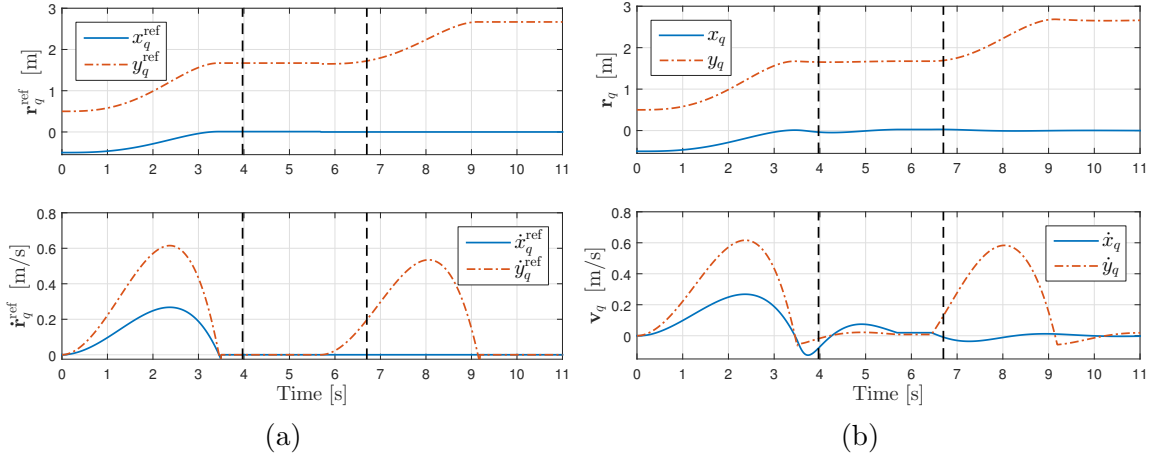 3
2
1
0
r_q^ref [m]
x_q^ref
y_q^ref
0 1 2 3 4 5 6 7 8 9 10 11
0.8
0.6
0.4
0.2
0
ṙ_q^ref [m/s]
ẋ_q^ref
ẏ_q^ref
0 1 2 3 4 5 6 7 8 9 10 11
Time [s]
(a)
3
2
1
0
r_q [m]
x_q
y_q
0 1 2 3 4 5 6 7 8 9 10 11
0.8
0.6
0.4
0.2
0
v_q [m/s]
ẋ_q
ẏ_q
0 1 2 3 4 5 6 7 8 9 10 11
Time [s]
(b)